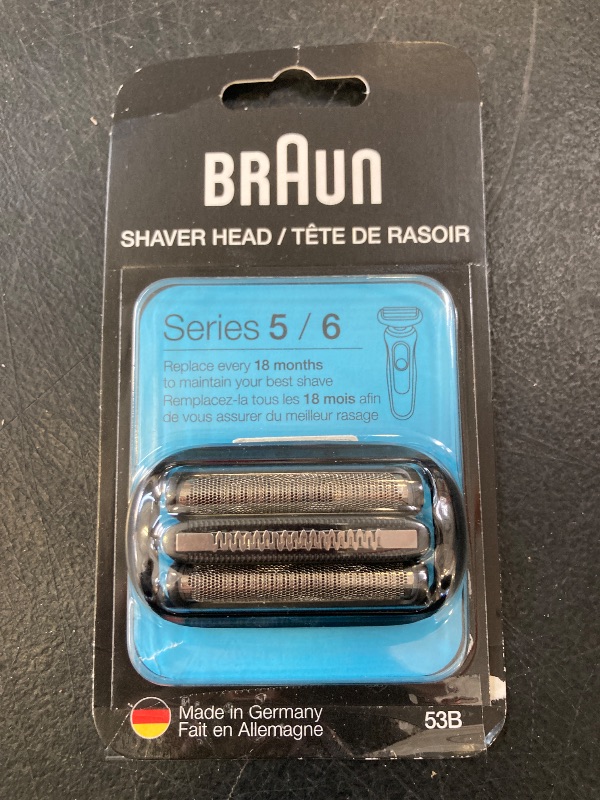 BRAUN
SHAVER HEAD / TÊTE DE RASOIR
Series 5 / 6
Replace every 18 months
to maintain your best shave
Remplacez-la tous les 18 mois afin
de vous assurer du meilleur rasage
Made in Germany
Fait en Allemagne
53B